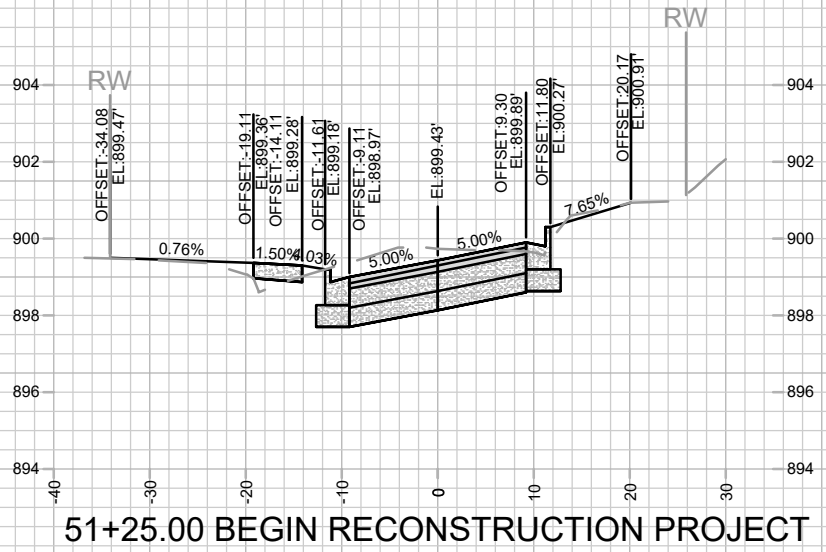 RW
RW
904
904
902
902
900
900
898
898
896
896
894
894
OFFSET:-34.08
EL:899.47'
OFFSET:-19.11
EL:899.36'
OFFSET:-14.11
EL:899.28'
OFFSET:-11.61
EL:899.18'
OFFSET:-9.11
EL:898.97'
EL:899.43'
OFFSET:9.30
EL:899.89'
OFFSET:11.80
EL:900.27'
OFFSET:20.17
EL:900.91'
0.76%
1.50%
4.03%
5.00%
5.00%
7.65%
-40
-30
-20
-10
0
10
20
30
51+25.00 BEGIN RECONSTRUCTION PROJECT